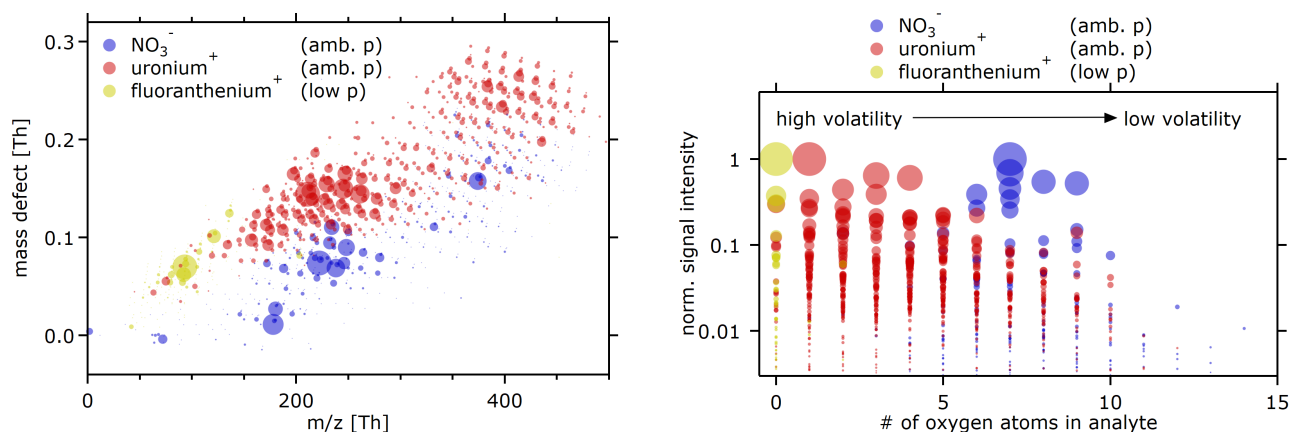 0.3
0.2
0.1
0.0
mass defect [Th]
NO₃⁻ (amb. p)
uronium⁺ (amb. p)
fluoranthenium⁺ (low p)
0 200 400
m/z [Th]
NO₃⁻ (amb. p)
uronium⁺ (amb. p)
fluoranthenium⁺ (low p)
high volatility low volatility
1
0.1
0.01
norm. signal intensity
0 5 10 15
# of oxygen atoms in analyte